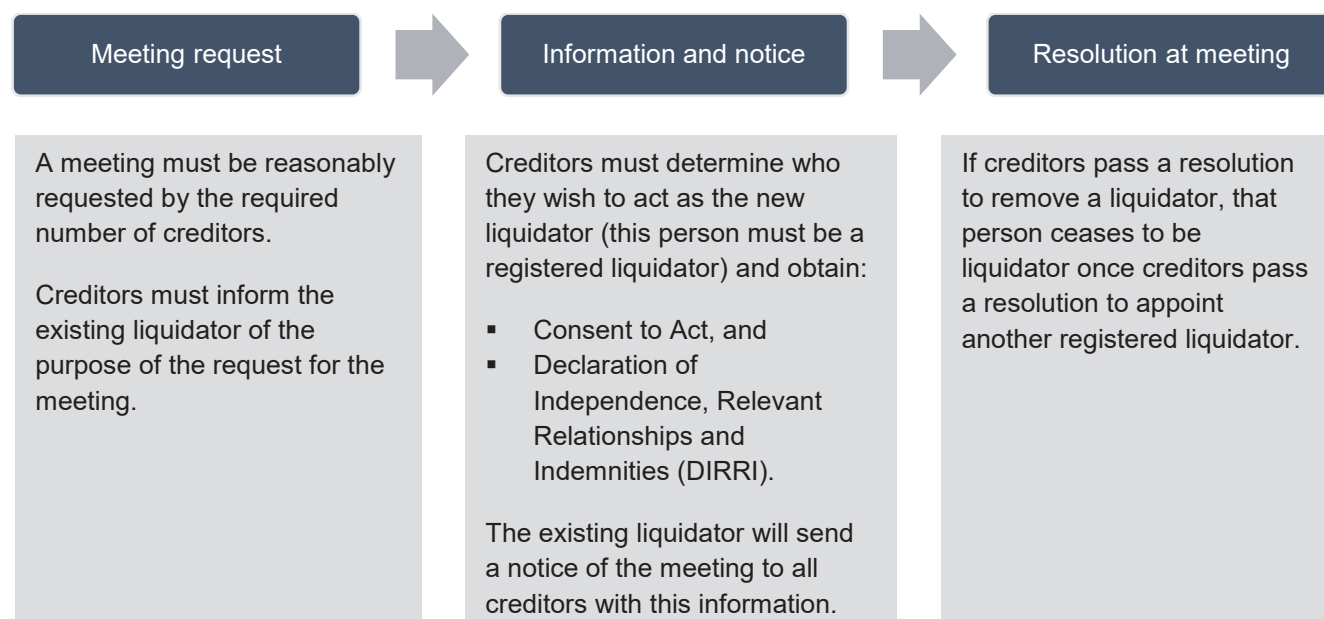 Meeting request
Information and notice
Resolution at meeting
A meeting must be reasonably
requested by the required
number of creditors.
Creditors must inform the
existing liquidator of the
purpose of the request for the
meeting.
Creditors must determine who
they wish to act as the new
liquidator (this person must be a
registered liquidator) and obtain:
▪ Consent to Act, and
▪ Declaration of
Independence, Relevant
Relationships and
Indemnities (DIRRI).
The existing liquidator will send
a notice of the meeting to all
creditors with this information.
If creditors pass a resolution
to remove a liquidator, that
person ceases to be
liquidator once creditors pass
a resolution to appoint
another registered liquidator.